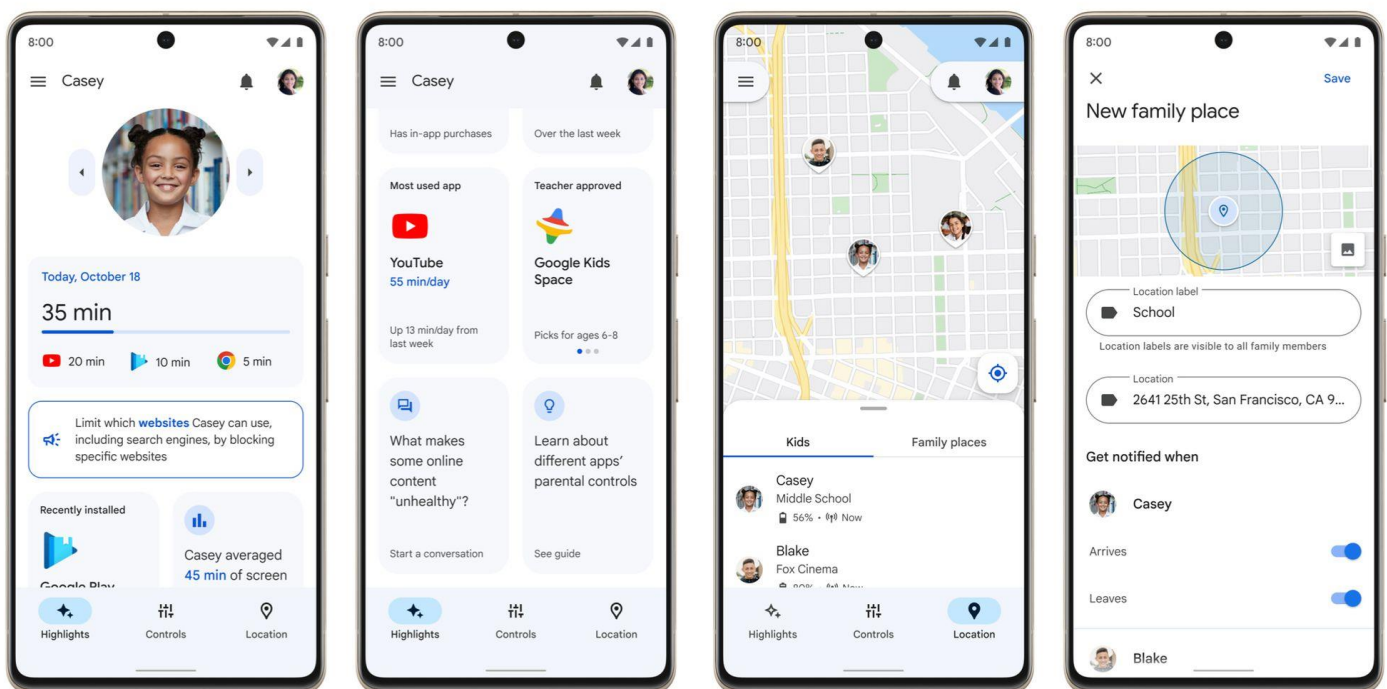 8:00
Casey
Today, October 18
35 min
20 min
10 min
5 min
Limit which websites Casey can use,
including search engines, by blocking
specific websites
Recently installed
Google Play
Casey averaged
45 min of screen
Highlights
Controls
Location
8:00
Casey
Has in-app purchases
Over the last week
Most used app
YouTube
55 min/day
Up 13 min/day from
last week
Teacher approved
Google Kids
Space
Picks for ages 6-8
What makes
some online
content
"unhealthy"?
Start a conversation
Learn about
different apps'
parental controls
See guide
Highlights
Controls
Location
8:00
Kids
Family places
Casey
Middle School
56% • Now
Blake
Fox Cinema
80% • Now
Highlights
Controls
Location
8:00
Save
New family place
Location label
School
Location labels are visible to all family members
Location
2641 25th St, San Francisco, CA 9...
Get notified when
Casey
Arrives
Leaves
Blake